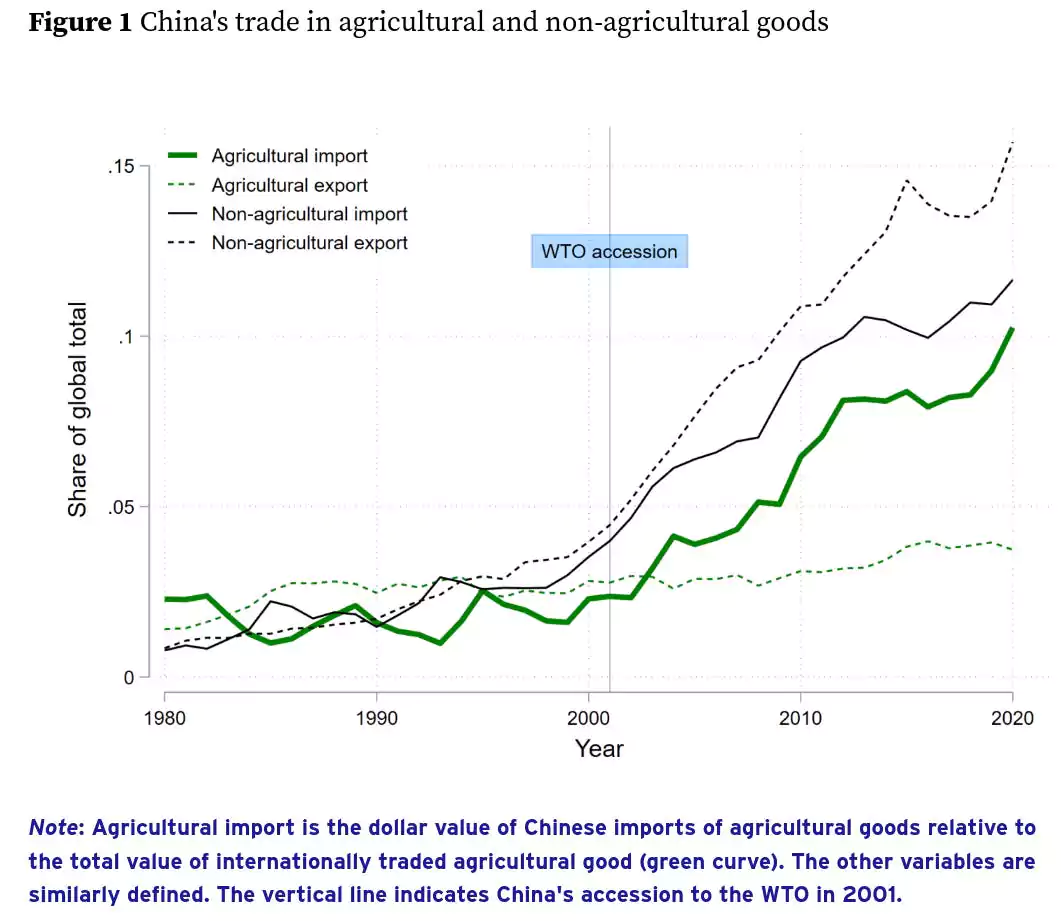 Figure 1 China's trade in agricultural and non-agricultural goods
Agricultural import
Agricultural export
Non-agricultural import
Non-agricultural export
WTO accession
.15
.1
.05
0
Share of global total
1980
1990
2000
2010
2020
Year
Note: Agricultural import is the dollar value of Chinese imports of agricultural goods relative to
the total value of internationally traded agricultural good (green curve). The other variables are
similarly defined. The vertical line indicates China's accession to the WTO in 2001.